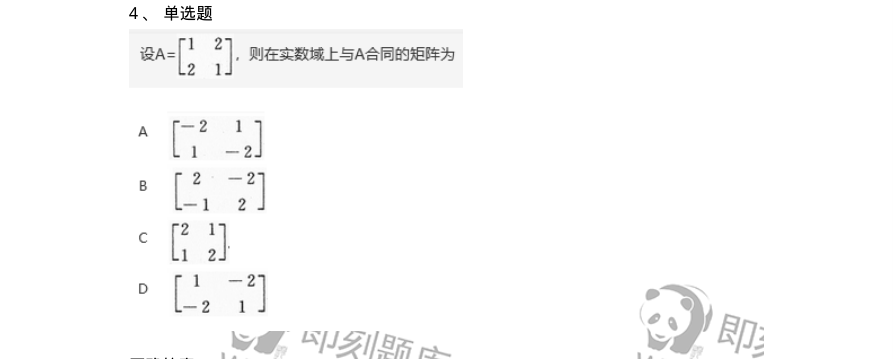 4、 单选题
设A=[1 2
2 1], 则在实数域上与A合同的矩阵为
A [−2 1
1 −2]
B [2 −2
−1 2]
C [2 1
1 2].
D [1 −2
−2 1]
即刻题库
即